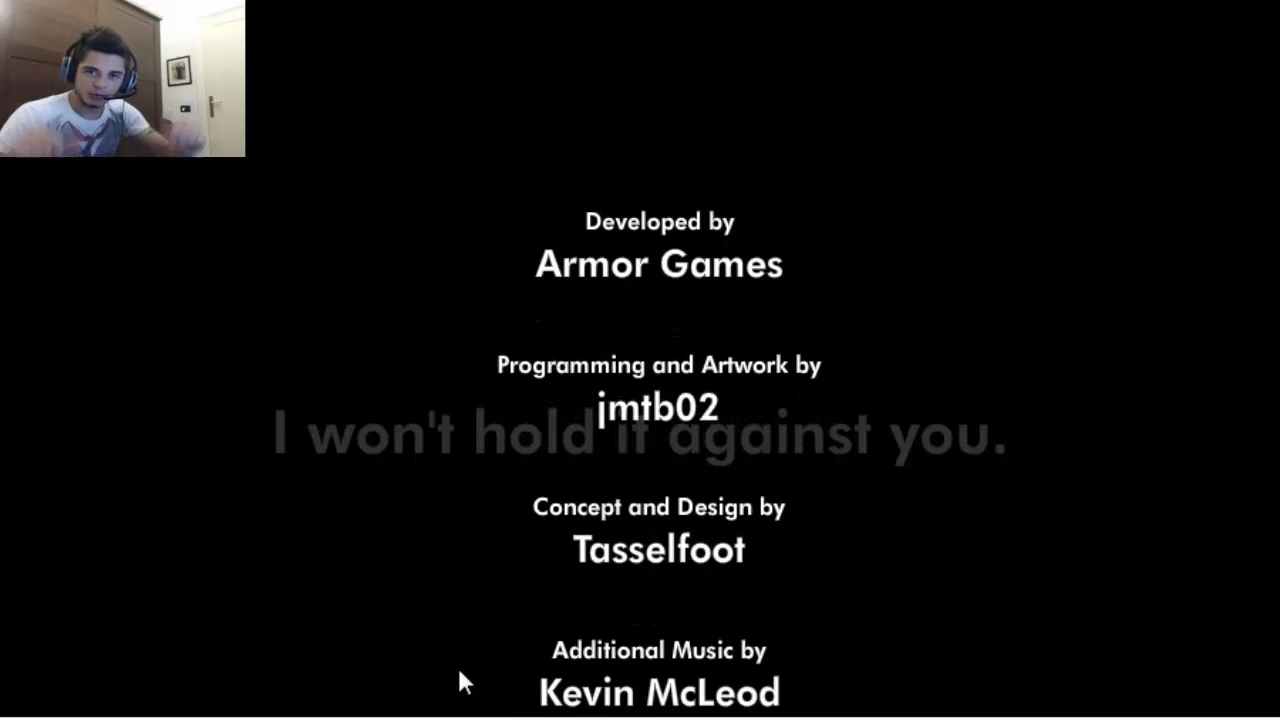 Developed by
Armor Games
Programming and Artwork by
jmtb02
I won't hold it against you.
Concept and Design by
Tasselfoot
Additional Music by
Kevin McLeod